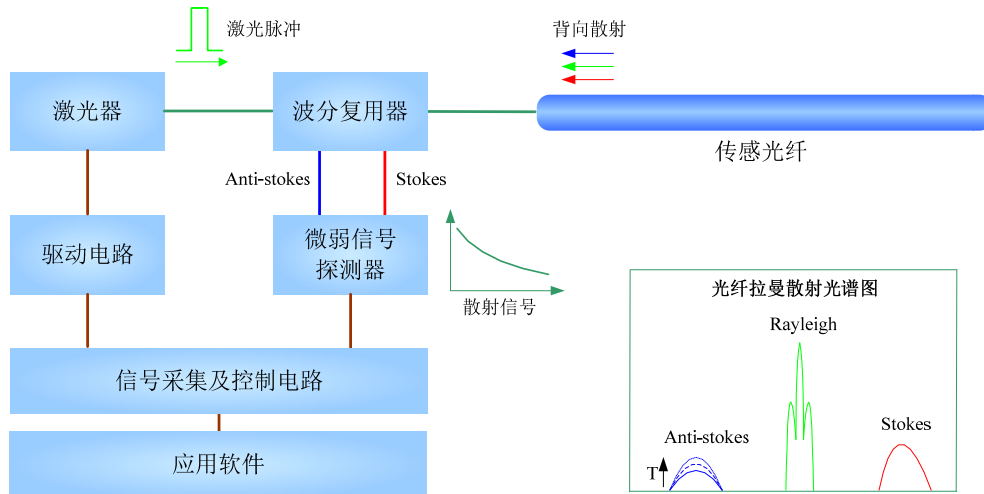 激光脉冲
背向散射
激光器
波分复用器
传感光纤
Anti-stokes
Stokes
驱动电路
微弱信号
探测器
散射信号
光纤拉曼散射光谱图
Rayleigh
Anti-stokes
Stokes
T
信号采集及控制电路
应用软件